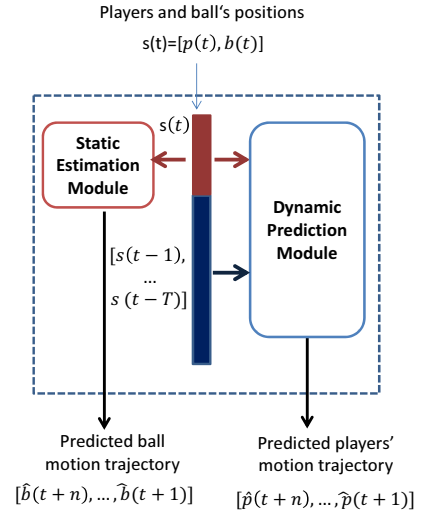 Players and ball's positions
s(t)=[p(t), b(t)]
s(t)
Static
Estimation
Module
Dynamic
Prediction
Module
[s(t − 1),
...
s (t − T)]
Predicted ball
motion trajectory
[b̂(t + n), ..., b̂(t + 1)]
Predicted players'
motion trajectory
[p̂(t + n), ..., p̂(t + 1)]